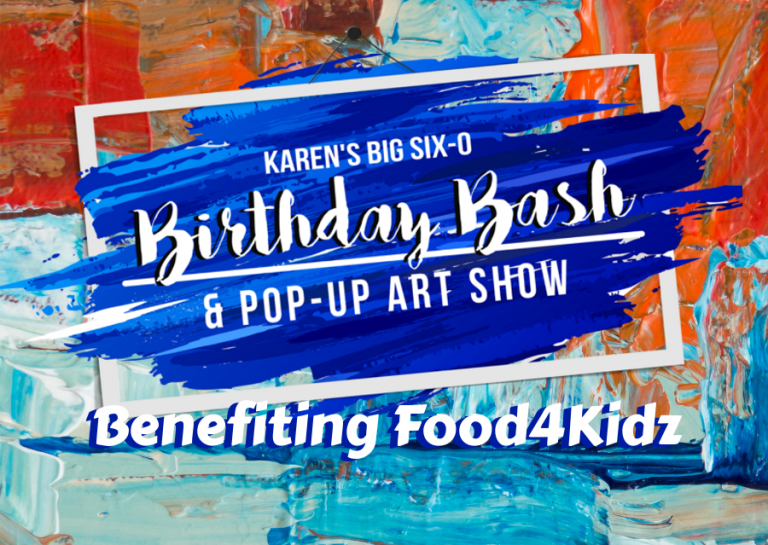 KAREN'S BIG SIX-O
Birthday Bash
& POP-UP ART SHOW
Benefiting Food4Kidz